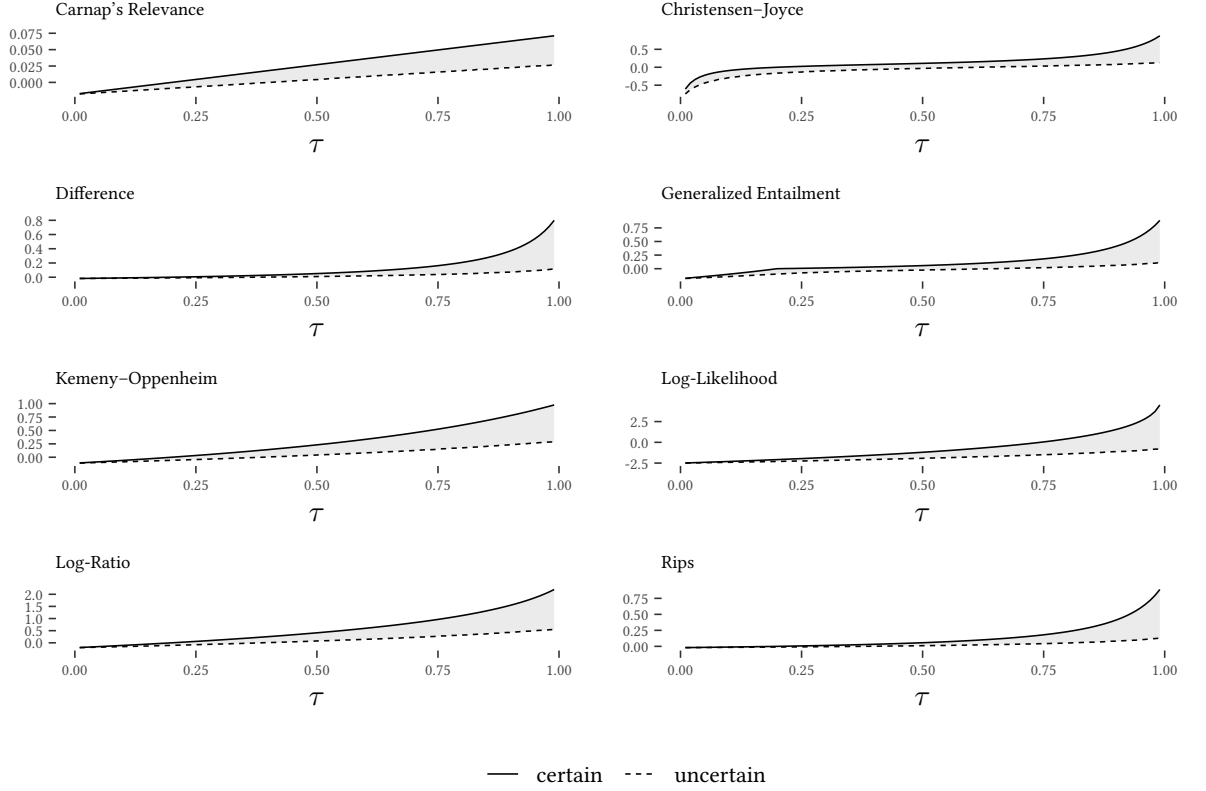 Carnap’s Relevance
0.075
0.050
0.025
0.000
0.00 0.25 0.50 0.75 1.00
τ
Christensen–Joyce
0.5
0.0
-0.5
0.00 0.25 0.50 0.75 1.00
τ
Difference
0.8
0.6
0.4
0.2
0.0
0.00 0.25 0.50 0.75 1.00
τ
Generalized Entailment
0.75
0.50
0.25
0.00
0.00 0.25 0.50 0.75 1.00
τ
Kemeny–Oppenheim
1.00
0.75
0.50
0.25
0.00
0.00 0.25 0.50 0.75 1.00
τ
Log-Likelihood
2.5
0.0
-2.5
0.00 0.25 0.50 0.75 1.00
τ
Log-Ratio
2.0
1.5
1.0
0.5
0.0
0.00 0.25 0.50 0.75 1.00
τ
Rips
0.75
0.50
0.25
0.00
0.00 0.25 0.50 0.75 1.00
τ
certain uncertain